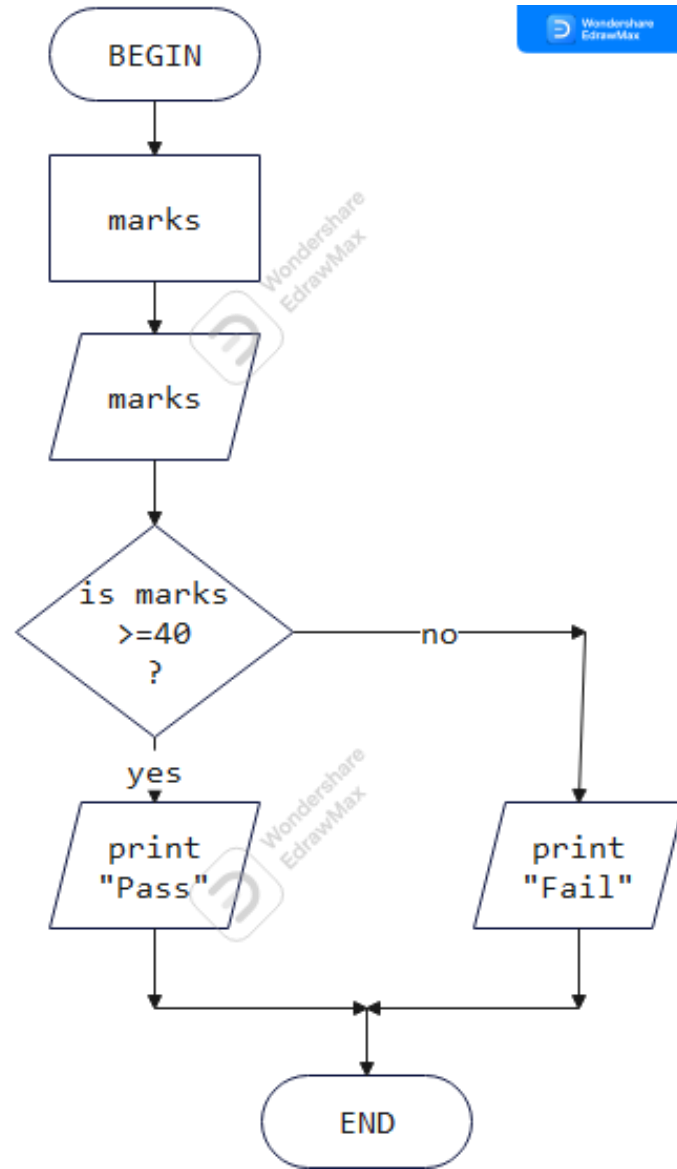 Wondershare
EdrawMax
BEGIN
marks
Wondershare
EdrawMax
marks
is marks
>=40
?
no
yes
Wondershare
EdrawMax
print
"Pass"
print
"Fail"
END